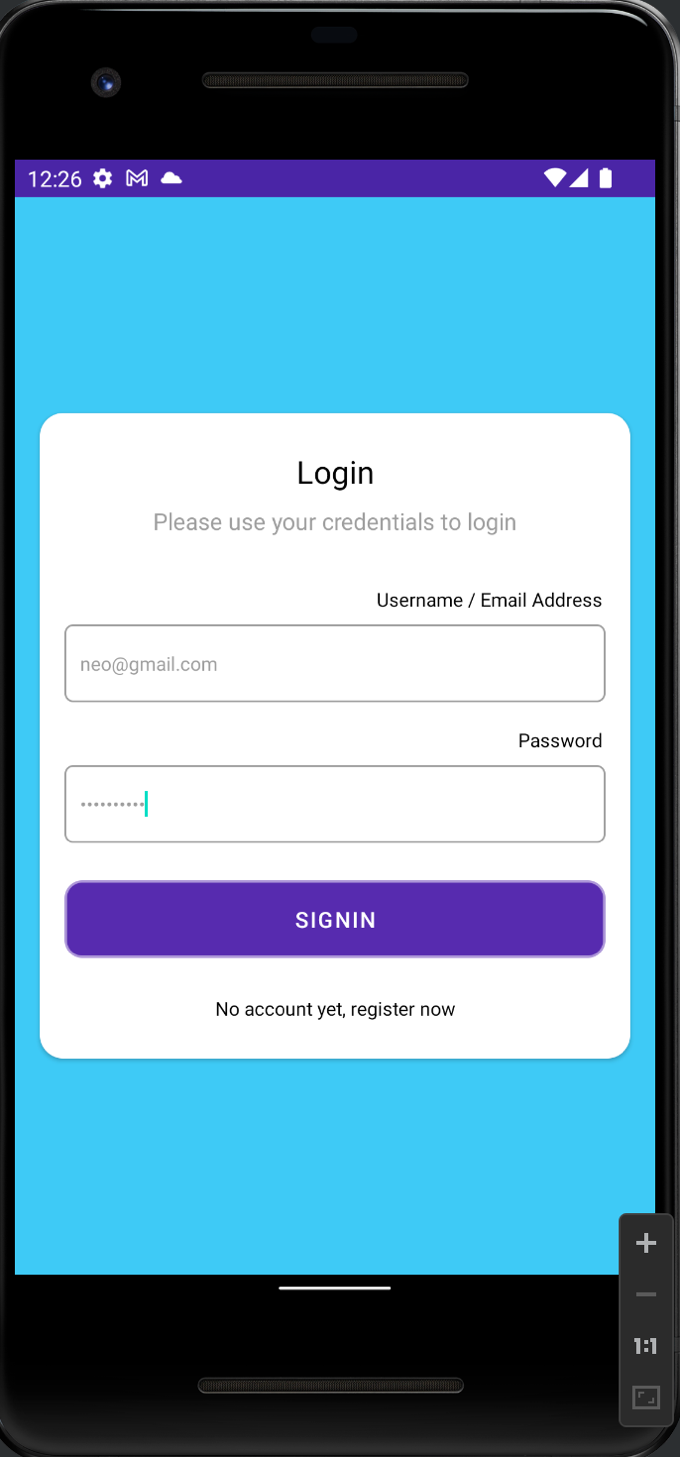 12:26
Login
Please use your credentials to login
Username / Email Address
neo@gmail.com
Password
••••••••••
SIGNIN
No account yet, register now
1:1